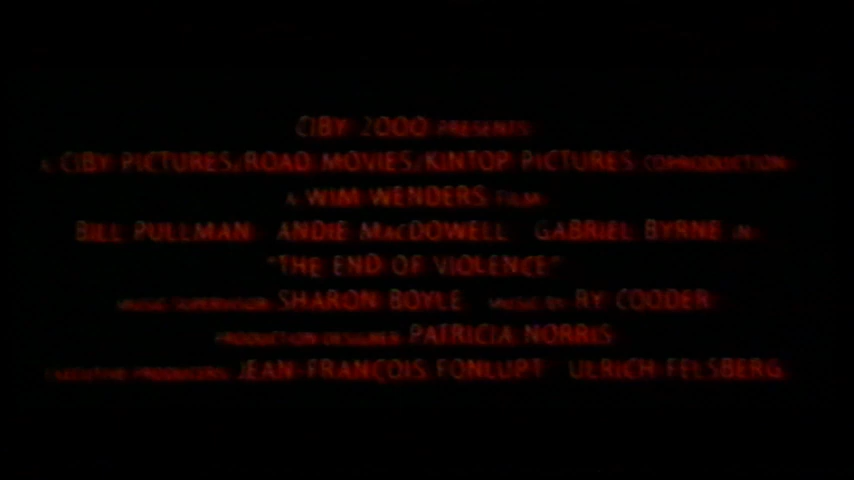 CIBY 2000 PRESENTS
A CIBY PICTURES/ROAD MOVIES/KINTOP PICTURES COPRODUCTION
A WIM WENDERS FILM
BILL PULLMAN ANDIE MACDOWELL GABRIEL BYRNE IN
"THE END OF VIOLENCE"
MUSIC SUPERVISOR SHARON BOYLE MUSIC BY RY COODER
PRODUCTION DESIGNER PATRICIA NORRIS
EXECUTIVE PRODUCERS JEAN-FRANÇOIS FONLUPT ULRICH FELSBERG